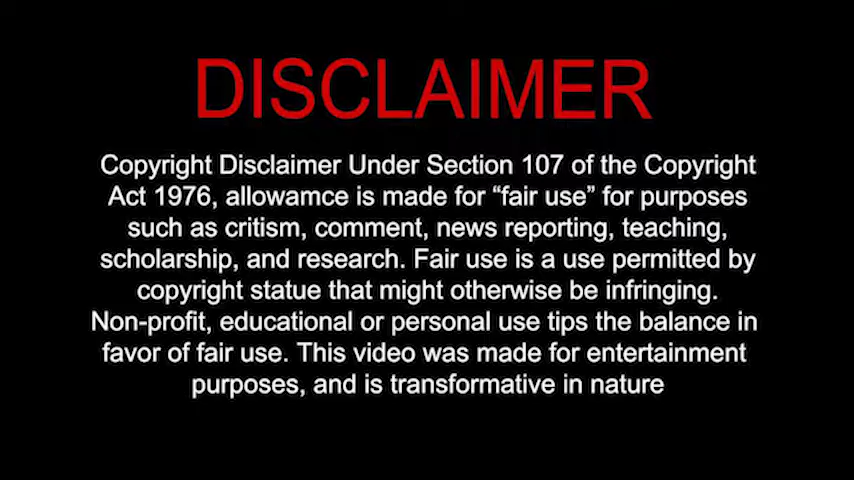 DISCLAIMER
Copyright Disclaimer Under Section 107 of the Copyright
Act 1976, allowamce is made for “fair use” for purposes
such as critism, comment, news reporting, teaching,
scholarship, and research. Fair use is a use permitted by
copyright statue that might otherwise be infringing.
Non-profit, educational or personal use tips the balance in
favor of fair use. This video was made for entertainment
purposes, and is transformative in nature